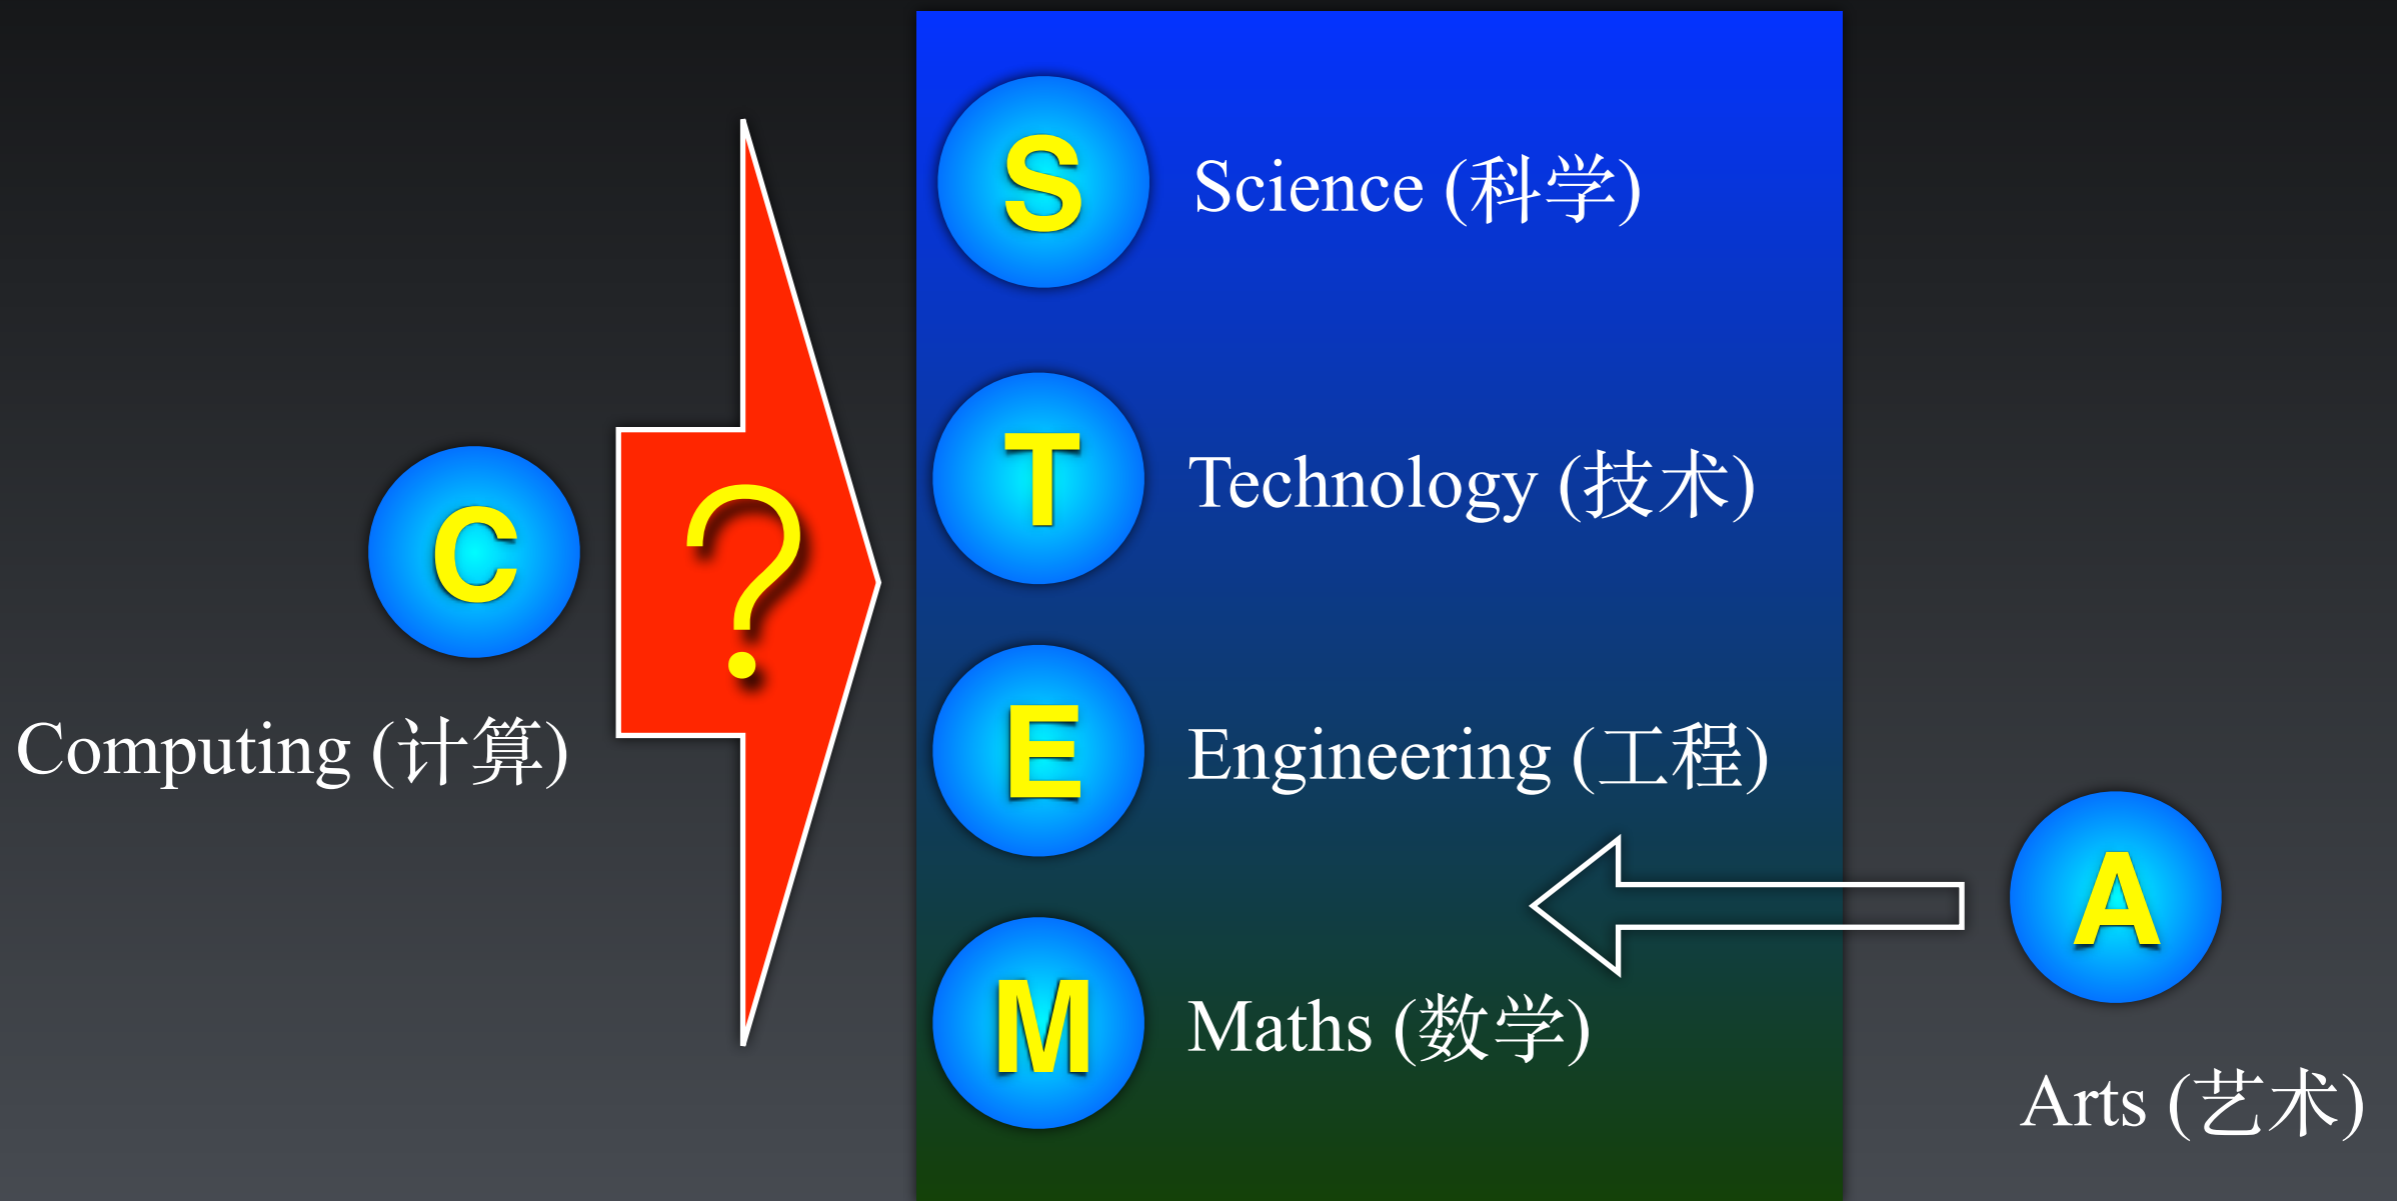 C
Computing (计算)
?
S
Science (科学)
T
Technology (技术)
E
Engineering (工程)
M
Maths (数学)
A
Arts (艺术)